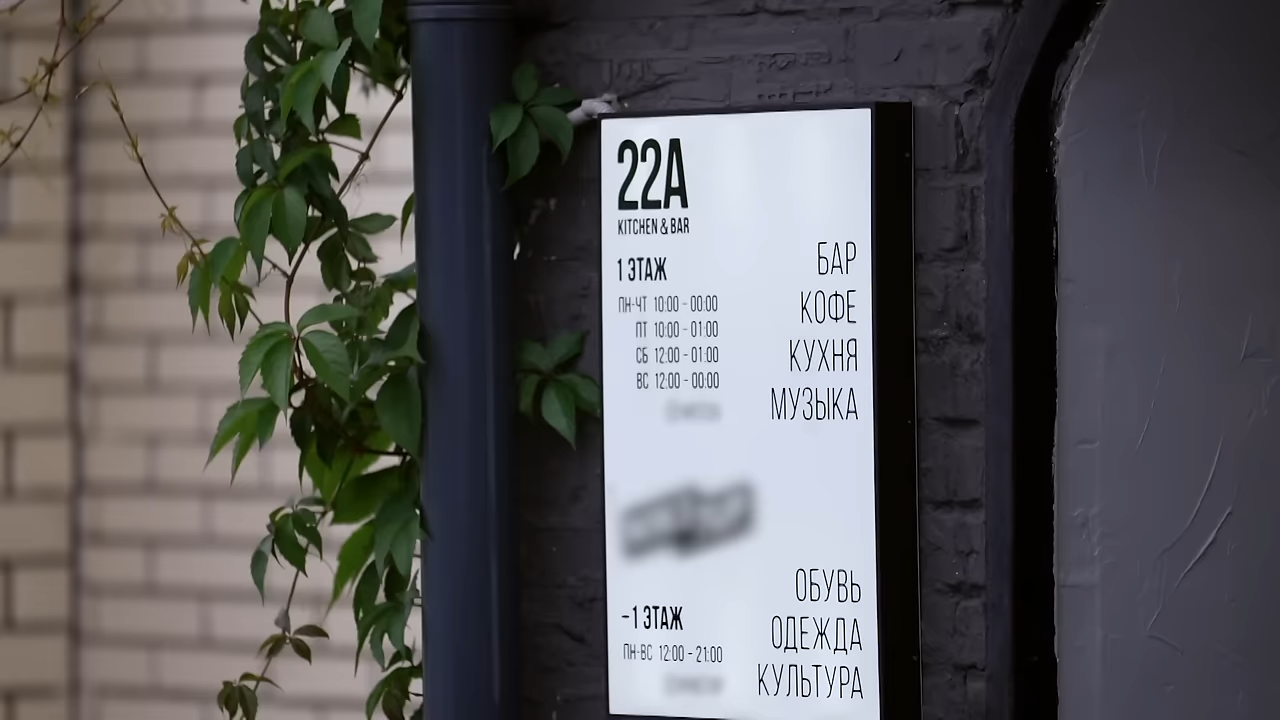 22A
KITCHEN & BAR
1 ЭТАЖ
ПН-ЧТ 10:00 - 00:00
ПТ 10:00 - 01:00
СБ 12:00 - 01:00
ВС 12:00 - 00:00
БАР
КОФЕ
КУХНЯ
МУЗЫКА
-1 ЭТАЖ
ПН-ВС 12:00 - 21:00
ОБУВЬ
ОДЕЖДА
КУЛЬТУРА